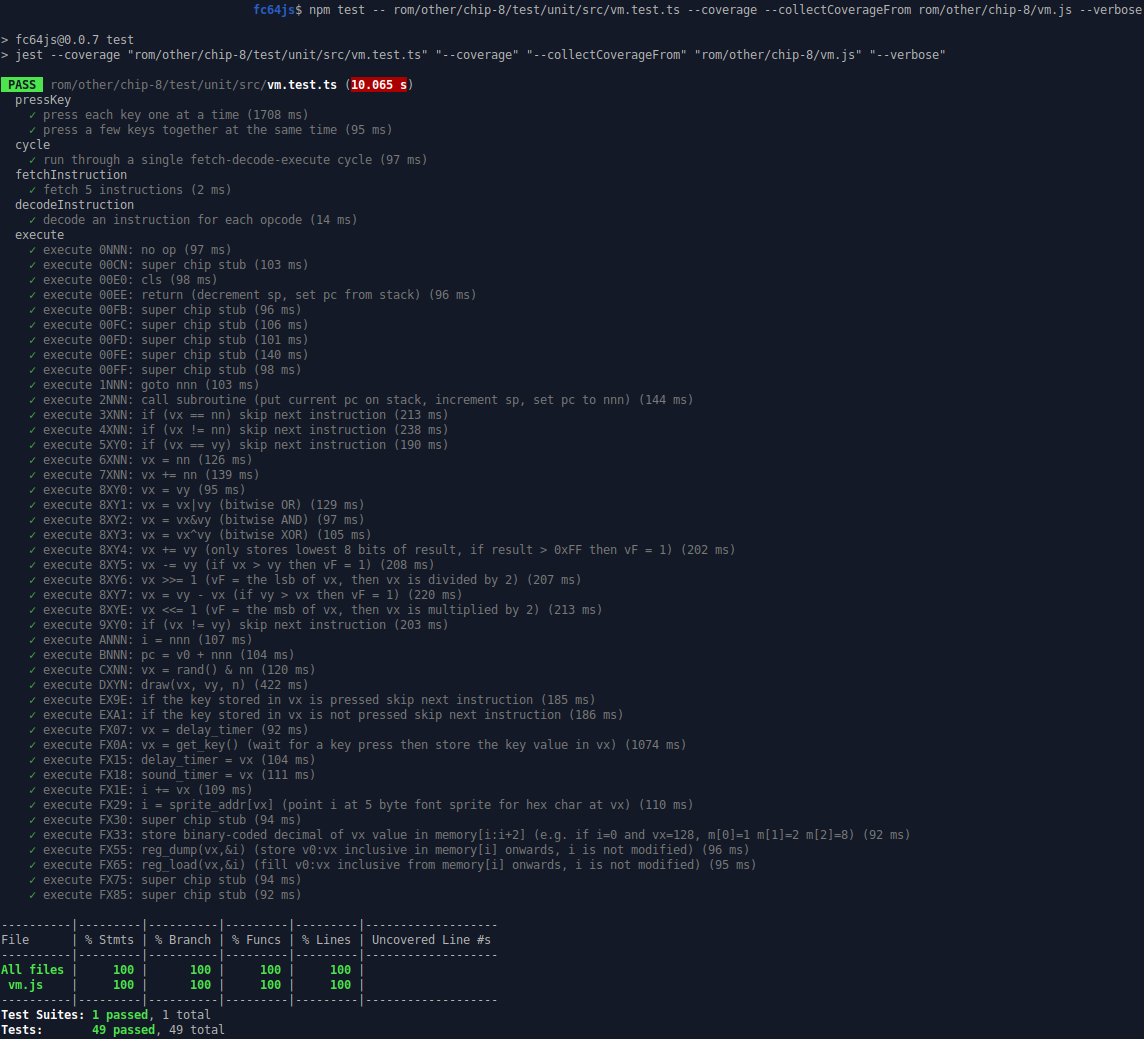 fc64js$ npm test -- rom/other/chip-8/test/unit/src/vm.test.ts --coverage --collectCoverageFrom rom/other/chip-8/vm.js --verbose
> fc64js@0.0.7 test
> jest --coverage "rom/other/chip-8/test/unit/src/vm.test.ts" "--coverage" "--collectCoverageFrom" "rom/other/chip-8/vm.js" "--verbose"
PASS rom/other/chip-8/test/unit/src/vm.test.ts (10.065 s)
pressKey
✓ press each key one at a time (1708 ms)
✓ press a few keys together at the same time (95 ms)
cycle
✓ run through a single fetch-decode-execute cycle (97 ms)
fetchInstruction
✓ fetch 5 instructions (2 ms)
decodeInstruction
✓ decode an instruction for each opcode (14 ms)
execute
✓ execute 0NNN: no op (97 ms)
✓ execute 00CN: super chip stub (103 ms)
✓ execute 00E0: cls (98 ms)
✓ execute 00EE: return (decrement sp, set pc from stack) (96 ms)
✓ execute 00FB: super chip stub (96 ms)
✓ execute 00FC: super chip stub (106 ms)
✓ execute 00FD: super chip stub (101 ms)
✓ execute 00FE: super chip stub (140 ms)
✓ execute 00FF: super chip stub (98 ms)
✓ execute 1NNN: goto nnn (103 ms)
✓ execute 2NNN: call subroutine (put current pc on stack, increment sp, set pc to nnn) (144 ms)
✓ execute 3XNN: if (vx == nn) skip next instruction (213 ms)
✓ execute 4XNN: if (vx != nn) skip next instruction (238 ms)
✓ execute 5XY0: if (vx == vy) skip next instruction (190 ms)
✓ execute 6XNN: vx = nn (126 ms)
✓ execute 7XNN: vx += nn (139 ms)
✓ execute 8XY0: vx = vy (95 ms)
✓ execute 8XY1: vx = vx|vy (bitwise OR) (129 ms)
✓ execute 8XY2: vx = vx&vy (bitwise AND) (97 ms)
✓ execute 8XY3: vx = vx^vy (bitwise XOR) (105 ms)
✓ execute 8XY4: vx += vy (only stores lowest 8 bits of result, if result > 0xFF then vF = 1) (202 ms)
✓ execute 8XY5: vx -= vy (if vx > vy then vF = 1) (208 ms)
✓ execute 8XY6: vx >>= 1 (vF = the lsb of vx, then vx is divided by 2) (207 ms)
✓ execute 8XY7: vx = vy - vx (if vy > vx then vF = 1) (220 ms)
✓ execute 8XYE: vx <<= 1 (vF = the msb of vx, then vx is multiplied by 2) (213 ms)
✓ execute 9XY0: if (vx != vy) skip next instruction (203 ms)
✓ execute ANNN: i = nnn (107 ms)
✓ execute BNNN: pc = v0 + nnn (104 ms)
✓ execute CXNN: vx = rand() & nn (120 ms)
✓ execute DXYN: draw(vx, vy, n) (422 ms)
✓ execute EX9E: if the key stored in vx is pressed skip next instruction (185 ms)
✓ execute EXA1: if the key stored in vx is not pressed skip next instruction (186 ms)
✓ execute FX07: vx = delay_timer (92 ms)
✓ execute FX0A: vx = get_key() (wait for a key press then store the key value in vx) (1074 ms)
✓ execute FX15: delay_timer = vx (104 ms)
✓ execute FX18: sound_timer = vx (111 ms)
✓ execute FX1E: i += vx (109 ms)
✓ execute FX29: i = sprite_addr[vx] (point i at 5 byte font sprite for hex char at vx) (110 ms)
✓ execute FX30: super chip stub (94 ms)
✓ execute FX33: store binary-coded decimal of vx value in memory[i:i+2] (e.g. if i=0 and vx=128, m[0]=1 m[1]=2 m[2]=8) (92 ms)
✓ execute FX55: reg_dump(vx,&i) (store v0:vx inclusive in memory[i] onwards, i is not modified) (96 ms)
✓ execute FX65: reg_load(vx,&i) (fill v0:vx inclusive from memory[i] onwards, i is not modified) (95 ms)
✓ execute FX75: super chip stub (94 ms)
✓ execute FX85: super chip stub (92 ms)
----------|---------|----------|---------|---------|-------------------
File      | % Stmts | % Branch | % Funcs | % Lines | Uncovered Line #s
----------|---------|----------|---------|---------|-------------------
All files |     100 |      100 |     100 |     100 |
 vm.js    |     100 |      100 |     100 |     100 |
----------|---------|----------|---------|---------|-------------------
Test Suites: 1 passed, 1 total
Tests:       49 passed, 49 total